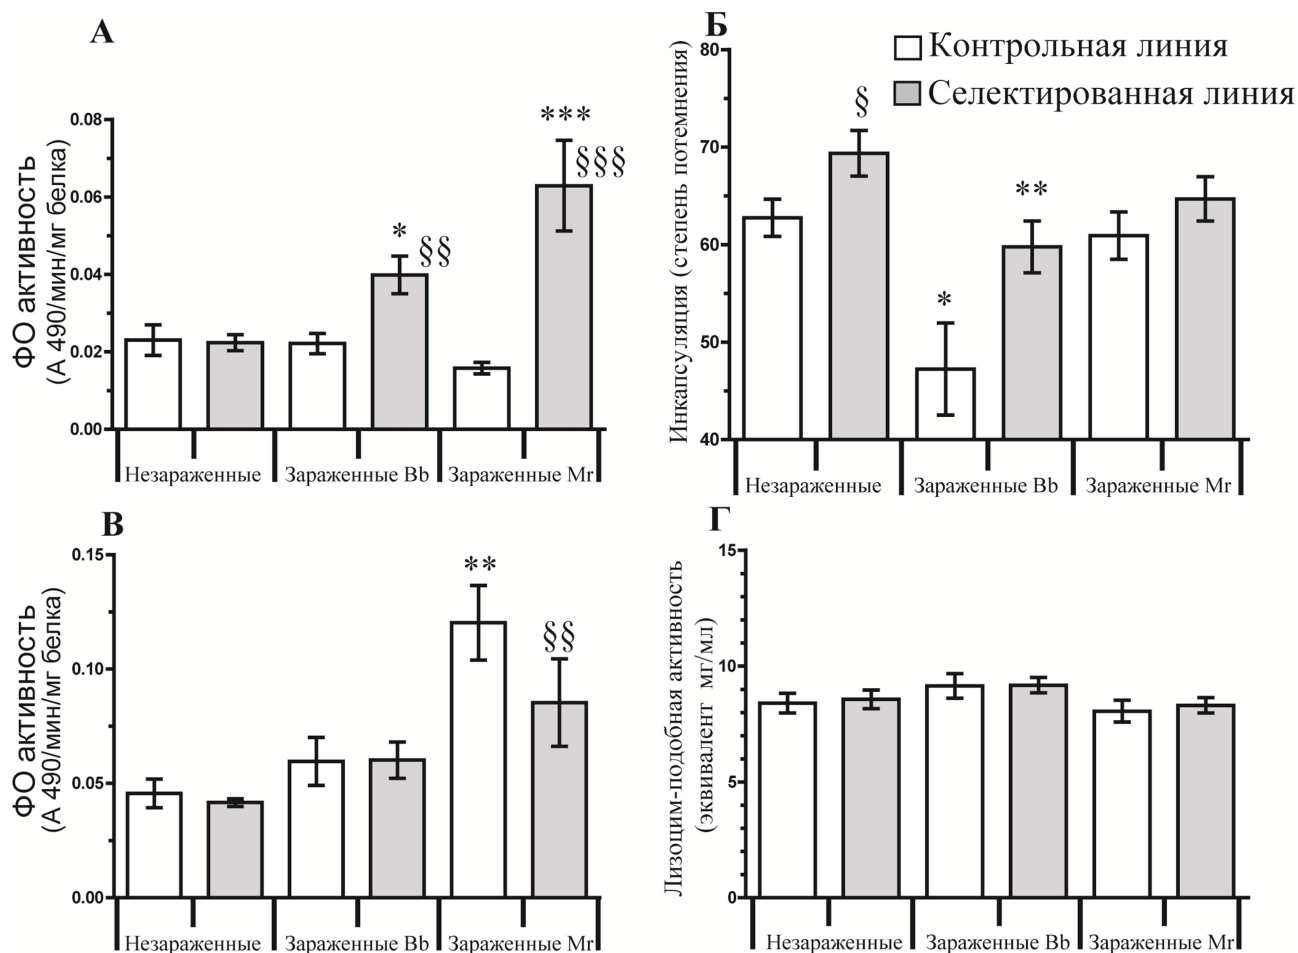 А
ФО активность
(А 490/мин/мг белка)
0.08
0.06
0.04
0.02
0.00
*
§§
***
§§§
Незараженные
Зараженные Bb
Зараженные Mr
Б
Контрольная линия
Селектированная линия
Инкапсуляция (степень потемнения)
80
70
60
50
40
§
*
**
Незараженные
Зараженные Bb
Зараженные Mr
В
ФО активность
(А 490/мин/мг белка)
0.15
0.10
0.05
0.00
**
§§
Незараженные
Зараженные Bb
Зараженные Mr
Г
Лизоцим-подобная активность
(эквивалент мг/мл)
15
10
5
0
Незараженные
Зараженные Bb
Зараженные Mr